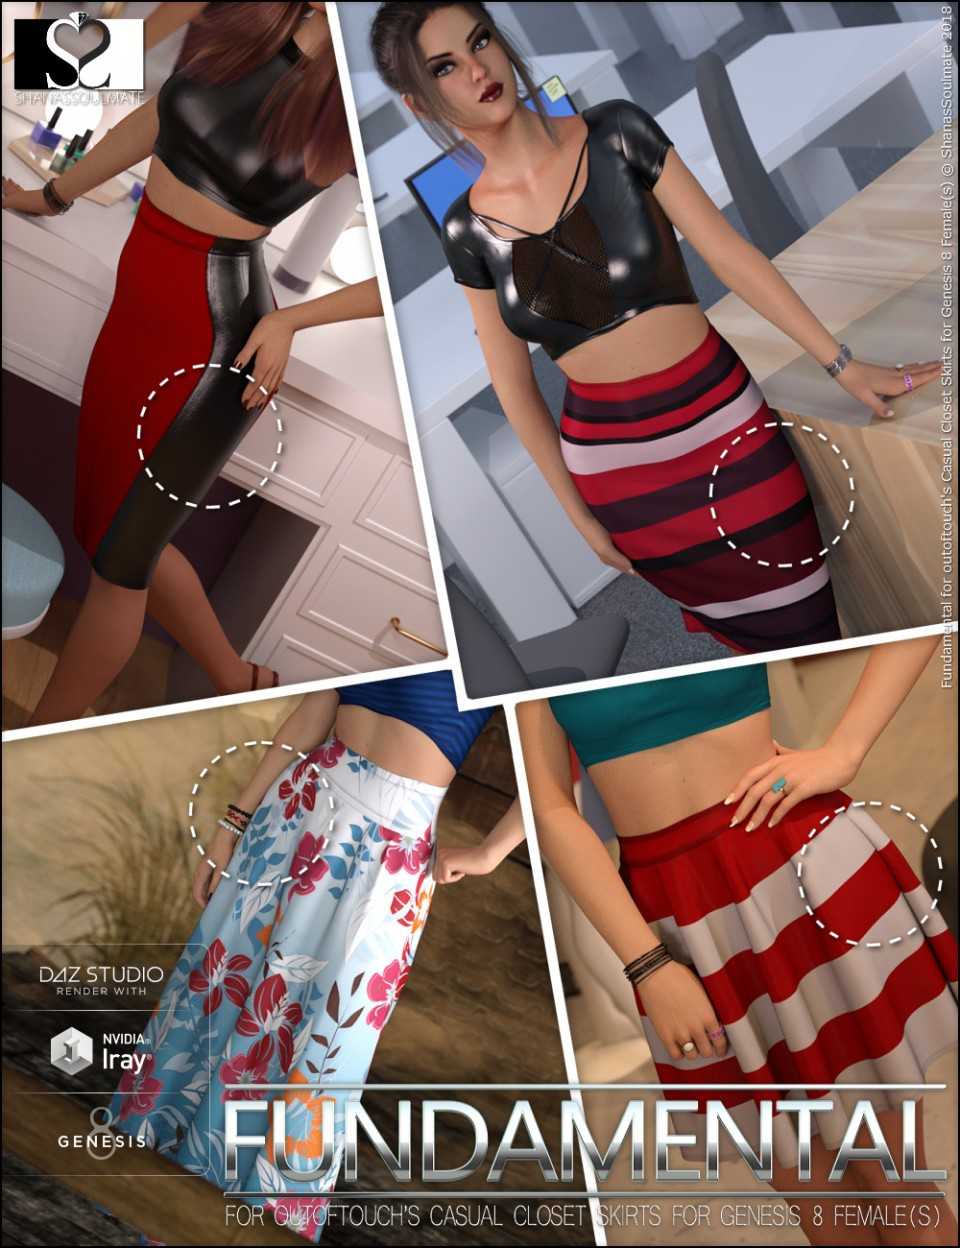 SS
SHANASSOULMATE
Fundamental for outoftouch's Casual Closet Skirts for Genesis 8 Female(s) © ShanasSoulmate 2018
DAZ STUDIO
RENDER WITH
NVIDIA®
Iray®
8
GENESIS
FUNDAMENTAL
FOR OUTOFTOUCH'S CASUAL CLOSET SKIRTS FOR GENESIS 8 FEMALE(S)